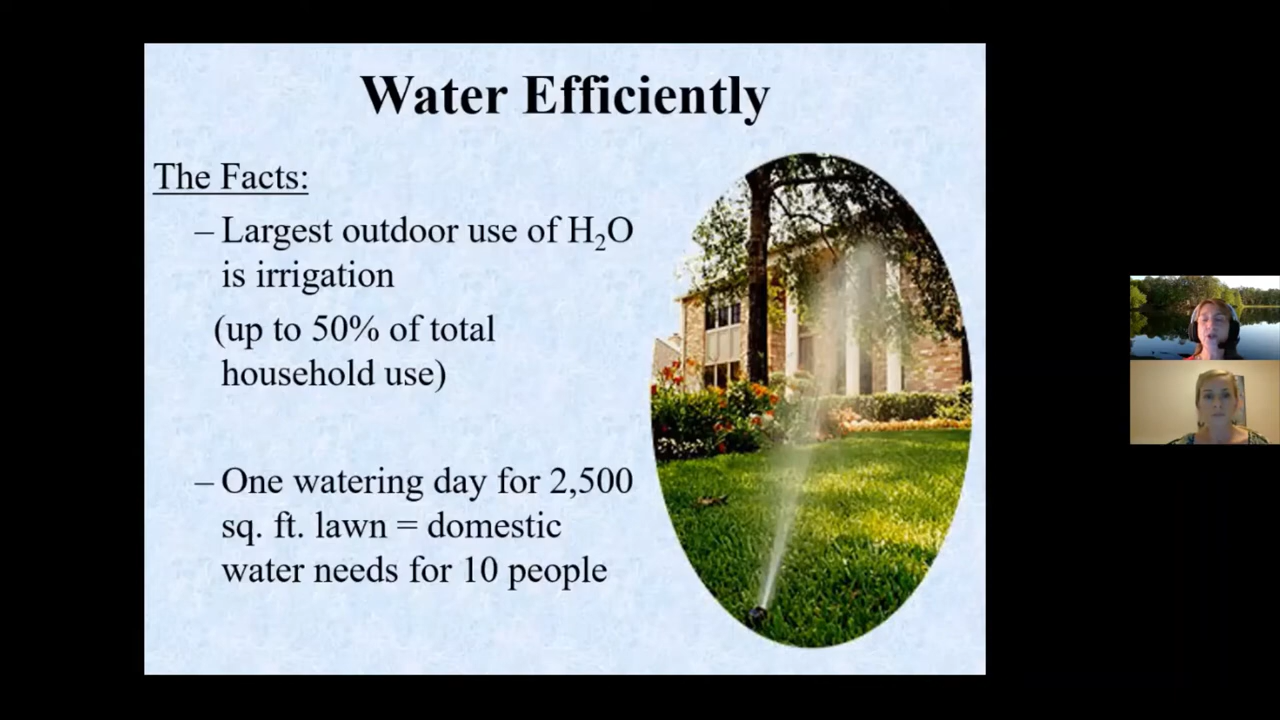 Water Efficiently
The Facts:
– Largest outdoor use of H₂O
is irrigation
(up to 50% of total
household use)
– One watering day for 2,500
sq. ft. lawn = domestic
water needs for 10 people